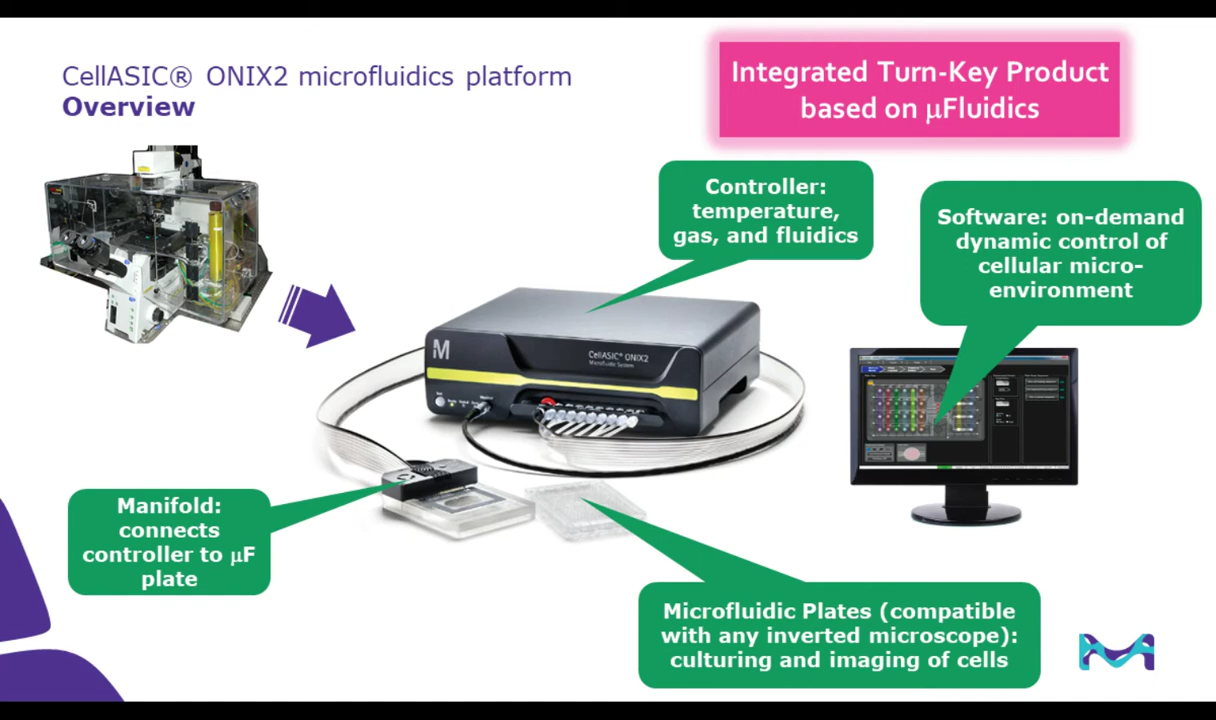 CellASIC® ONIX2 microfluidics platform
Overview
Integrated Turn-Key Product
based on µFluidics
Controller:
temperature,
gas, and fluidics
Software: on-demand
dynamic control of
cellular micro-
environment
M
CellASIC® ONIX2
Microfluidic System
Manifold:
connects
controller to µF
plate
Microfluidic Plates (compatible
with any inverted microscope):
culturing and imaging of cells